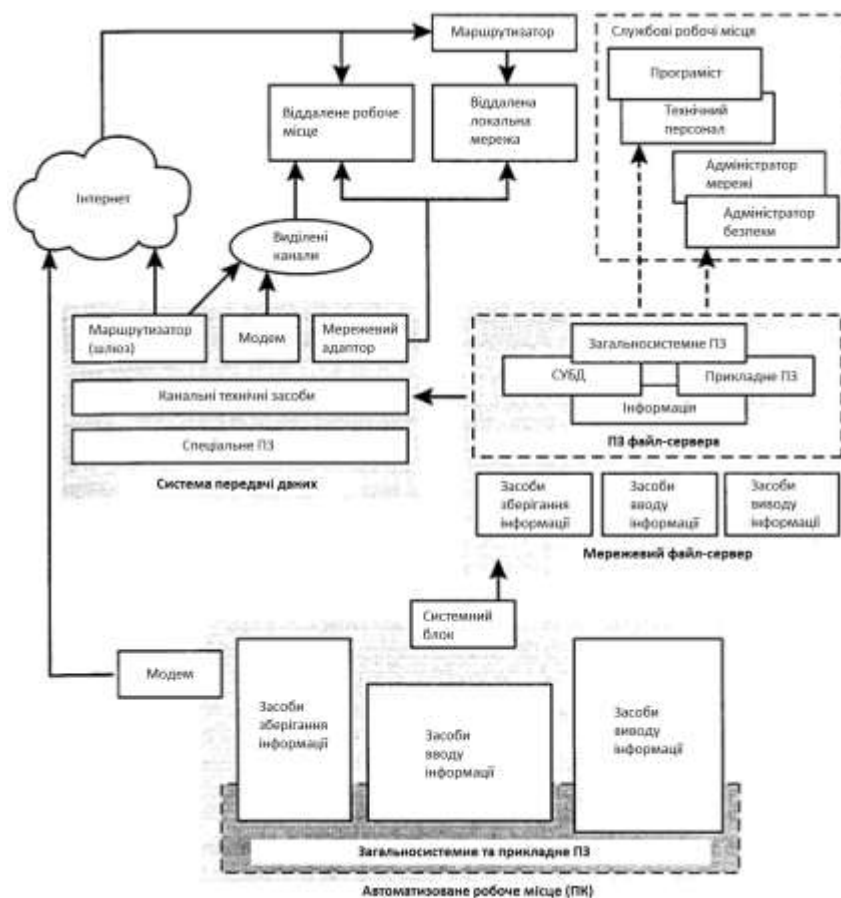 Маршрутизатор
Службові робочі місця
Програміст
Технічний
персонал
Віддалене робоче
місце
Віддалена
локальна
мережа
Адміністратор
мережі
Адміністратор
безпеки
Інтернет
Виділені
канали
Маршрутизатор
(шлюз)
Модем
Мережевий
адаптор
Загальносистемне ПЗ
СУБД
Прикладне ПЗ
Інформація
ПЗ файл-сервера
Канальні технічні засоби
Спеціальне ПЗ
Система передачі даних
Засоби
зберігання
інформації
Засоби
вводу
інформації
Засоби
виводу
інформації
Мережевий файл-сервер
Системний
блок
Модем
Засоби
зберігання
інформації
Засоби
вводу
інформації
Засоби
виводу
інформації
Загальносистемне та прикладне ПЗ
Автоматизоване робоче місце (ПК)